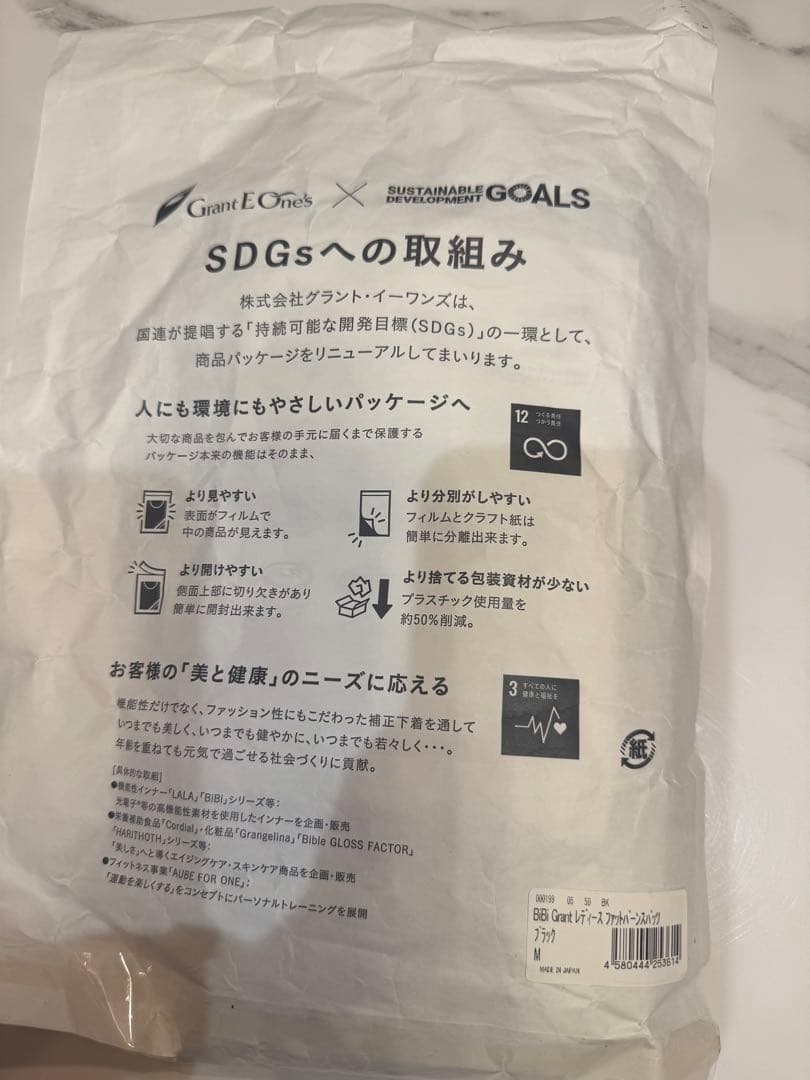 Grant E One's × SUSTAINABLE DEVELOPMENT GOALS
SDGsへの取組み
株式会社グラント・イーワンズは、
国連が提唱する「持続可能な開発目標(SDGs)」の一環として、
商品パッケージをリニューアルしてまいります。
人にも環境にもやさしいパッケージへ
大切な商品を包んでお客様の手元に届くまで保護する
パッケージ本来の機能はそのまま、
12 つくる責任
つかう責任
より見やすい
表面がフィルムで
中の商品が見えます。
より分別がしやすい
フィルムとクラフト紙は
簡単に分離出来ます。
より開けやすい
側面上部に切り欠きがあり
簡単に開封出来ます。
より捨てる包装資材が少ない
プラスチック使用量を
約50%削減。
お客様の「美と健康」のニーズに応える
機能性だけでなく、ファッション性にもこだわった補正下着を通して
いつまでも美しく、いつまでも健やかに、いつまでも若々しく・・・。
年齢を重ねても元気で過ごせる社会づくりに貢献。
3 すべての人に
健康と福祉を
紙
[具体的な取組]
●機能性インナー「LALA」「BiBi」シリーズ等:
光電子®等の高機能性素材を使用したインナーを企画・販売
●栄養補助食品「Cordial」・化粧品「Grangelina」「Bible GLOSS FACTOR」
「HARITHOTH」シリーズ等:
「美しさ」へと導くエイジングケア・スキンケア商品を企画・販売
●フィットネス事業「AUBE FOR ONE」:
「運動を楽しくする」をコンセプトにパーソナルトレーニングを展開
000199 06 50 BK
BiBi Grant レディース ファットバーンスパッツ
ブラック
M
MADE IN JAPAN
4 580444 253614